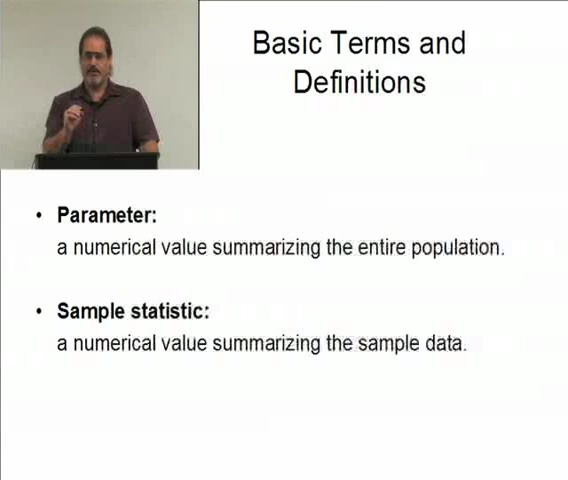 Basic Terms and
Definitions
• Parameter:
a numerical value summarizing the entire population.
• Sample statistic:
a numerical value summarizing the sample data.